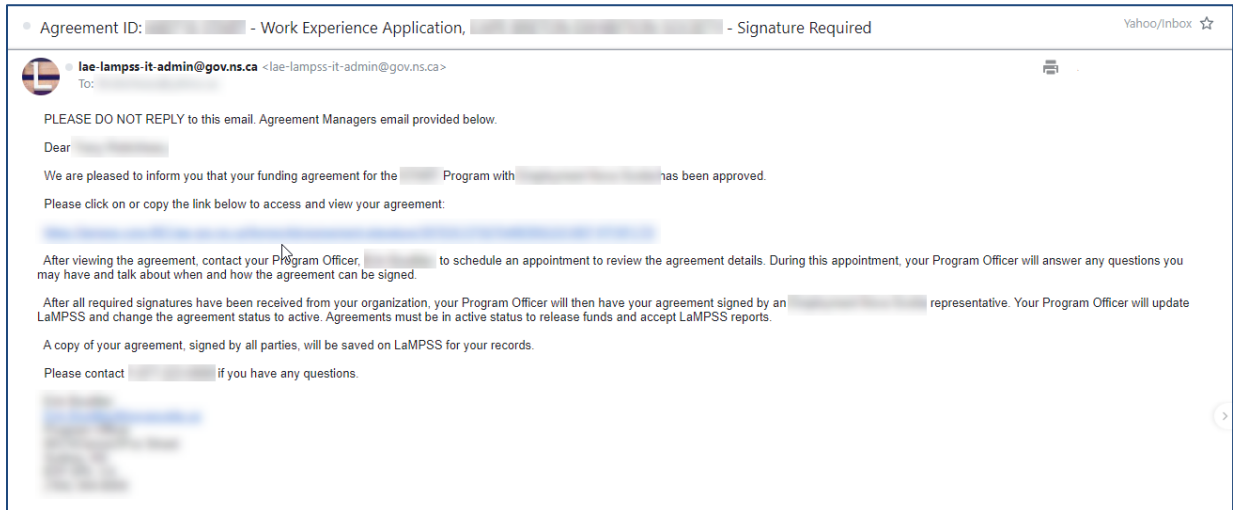 Agreement ID: - Work Experience Application, - Signature Required
Yahoo/Inbox
L
lae-lampss-it-admin@gov.ns.ca <lae-lampss-it-admin@gov.ns.ca>
To:
PLEASE DO NOT REPLY to this email. Agreement Managers email provided below.
Dear
We are pleased to inform you that your funding agreement for the Program with has been approved.
Please click on or copy the link below to access and view your agreement:
After viewing the agreement, contact your Program Officer, to schedule an appointment to review the agreement details. During this appointment, your Program Officer will answer any questions you
may have and talk about when and how the agreement can be signed.
After all required signatures have been received from your organization, your Program Officer will then have your agreement signed by an representative. Your Program Officer will update
LaMPSS and change the agreement status to active. Agreements must be in active status to release funds and accept LaMPSS reports.
A copy of your agreement, signed by all parties, will be saved on LaMPSS for your records.
Please contact if you have any questions.